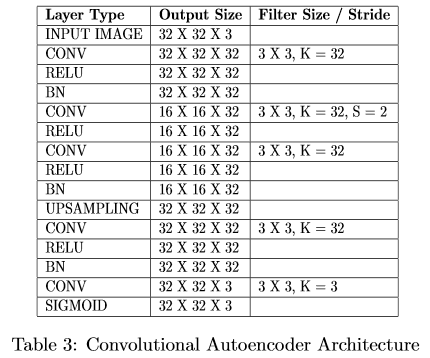 Layer Type Output Size Filter Size / Stride
INPUT IMAGE 32 X 32 X 3
CONV 32 X 32 X 32 3 X 3, K = 32
RELU 32 X 32 X 32
BN 32 X 32 X 32
CONV 16 X 16 X 32 3 X 3, K = 32, S = 2
RELU 16 X 16 X 32
CONV 16 X 16 X 32 3 X 3, K = 32
RELU 16 X 16 X 32
BN 16 X 16 X 32
UPSAMPLING 32 X 32 X 32
CONV 32 X 32 X 32 3 X 3, K = 32
RELU 32 X 32 X 32
BN 32 X 32 X 32
CONV 32 X 32 X 3 3 X 3, K = 3
SIGMOID 32 X 32 X 3
Table 3: Convolutional Autoencoder Architecture